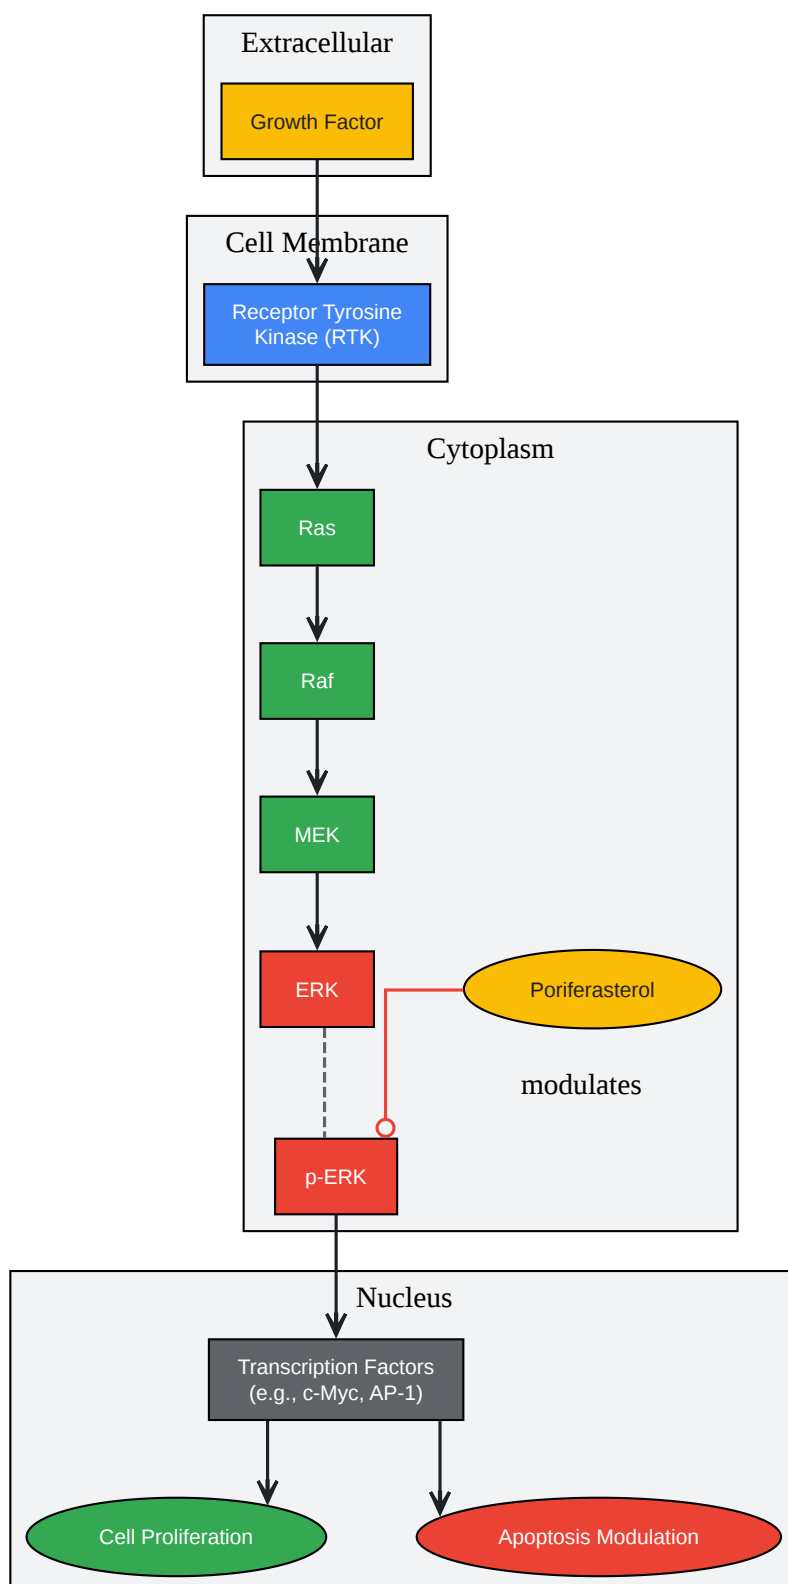 Extracellular
Growth Factor
Cell Membrane
Receptor Tyrosine
Kinase (RTK)
Cytoplasm
Ras
Raf
MEK
ERK
Poriferasterol
modulates
p-ERK
Nucleus
Transcription Factors
(e.g., c-Myc, AP-1)
Cell Proliferation
Apoptosis Modulation